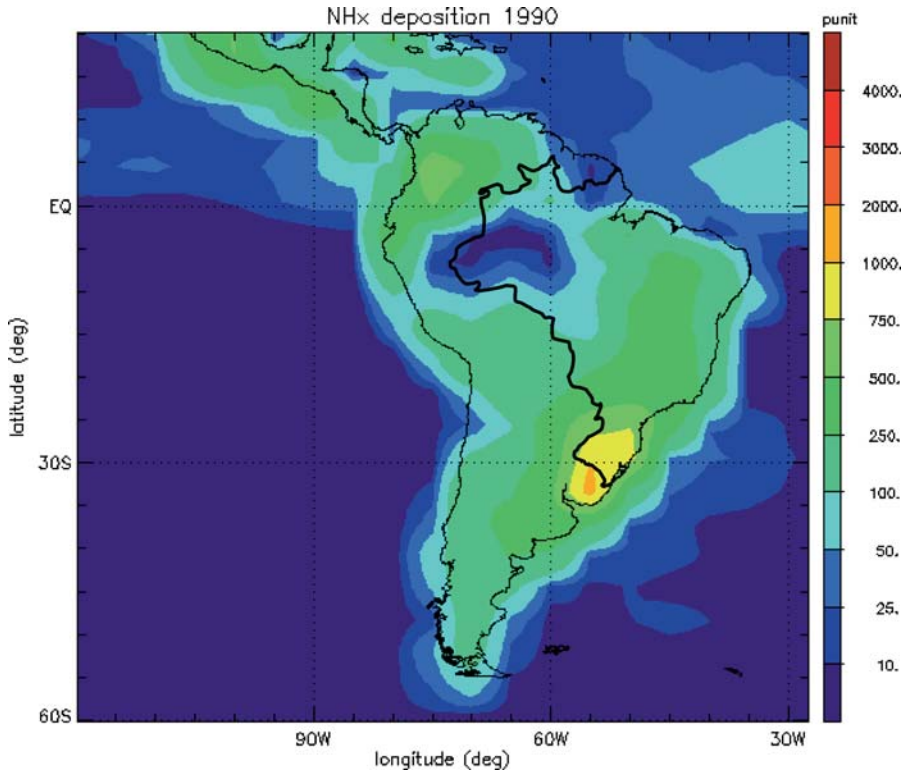 NHx deposition 1990
punit
4000.
3000.
2000.
1000.
750.
500.
250.
100.
50.
25.
10.
EQ
30S
60S
latitude (deg)
90W
60W
30W
longitude (deg)